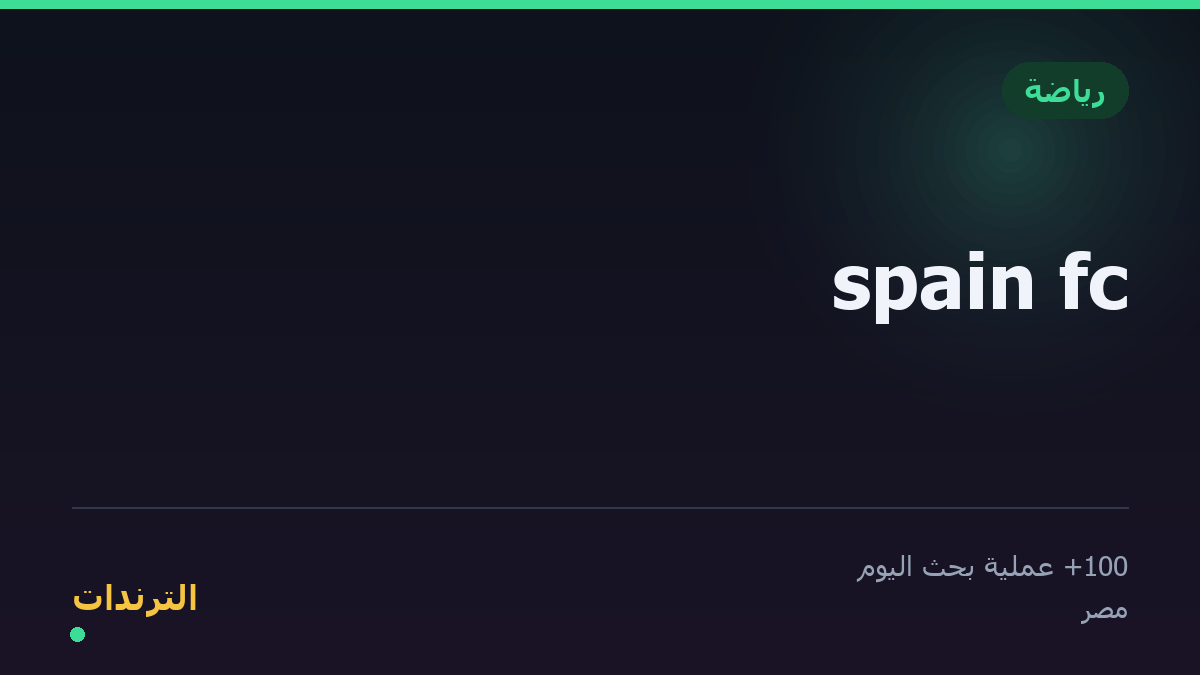 رياضة
spain fc
100+ عملية بحث اليوم
مصر
الترندات